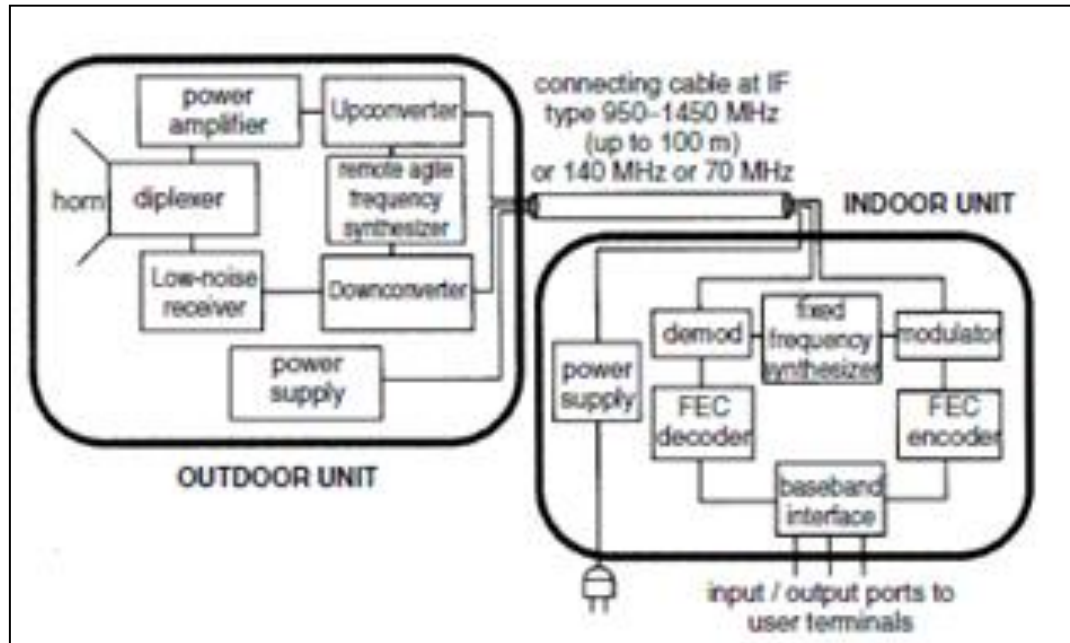 power
amplifier
Upconverter
connecting cable at IF
type 950–1450 MHz
(up to 100 m)
or 140 MHz or 70 MHz
horn
diplexer
remote agile
frequency
synthesizer
Low-noise
receiver
Downconverter
power
supply
OUTDOOR UNIT
INDOOR UNIT
power
supply
demod
fixed
frequency
synthesizer
modulator
FEC
decoder
FEC
encoder
baseband
interface
input / output ports to
user terminals